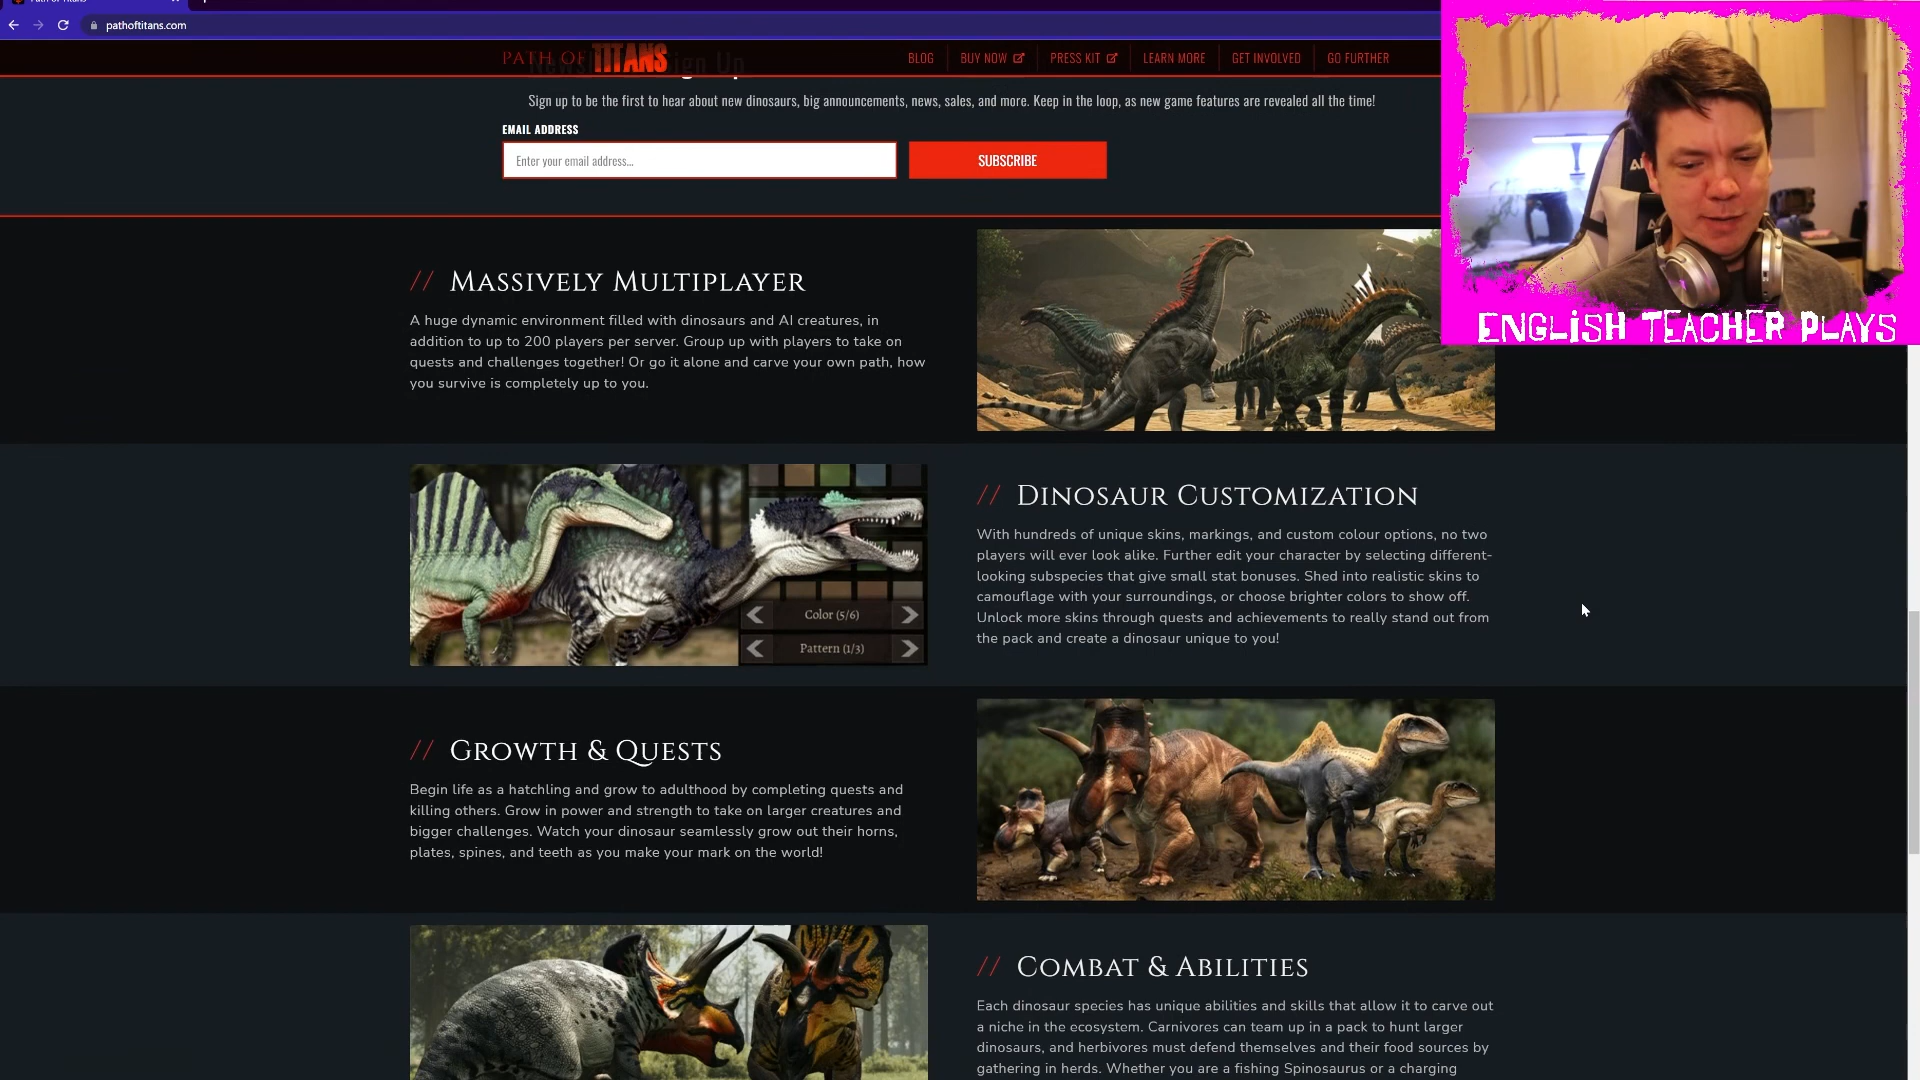 pathoftitans.com
PATH OF TITANS
BLOG
BUY NOW
PRESS KIT
LEARN MORE
GET INVOLVED
GO FURTHER
Sign up to be the first to hear about new dinosaurs, big announcements, news, sales, and more. Keep in the loop, as new game features are revealed all the time!
EMAIL ADDRESS
Enter your email address...
SUBSCRIBE
ENGLISH TEACHER PLAYS
// Massively Multiplayer
A huge dynamic environment filled with dinosaurs and AI creatures, in
addition to up to 200 players per server. Group up with players to take on
quests and challenges together! Or go it alone and carve your own path, how
you survive is completely up to you.
Color (5/6)
Pattern (1/3)
// Dinosaur Customization
With hundreds of unique skins, markings, and custom colour options, no two
players will ever look alike. Further edit your character by selecting different-
looking subspecies that give small stat bonuses. Shed into realistic skins to
camouflage with your surroundings, or choose brighter colors to show off.
Unlock more skins through quests and achievements to really stand out from
the pack and create a dinosaur unique to you!
// Growth & Quests
Begin life as a hatchling and grow to adulthood by completing quests and
killing others. Grow in power and strength to take on larger creatures and
bigger challenges. Watch your dinosaur seamlessly grow out their horns,
plates, spines, and teeth as you make your mark on the world!
// Combat & Abilities
Each dinosaur species has unique abilities and skills that allow it to carve out
a niche in the ecosystem. Carnivores can team up in a pack to hunt larger
dinosaurs, and herbivores must defend themselves and their food sources by
gathering in herds. Whether you are a fishing Spinosaurus or a charging